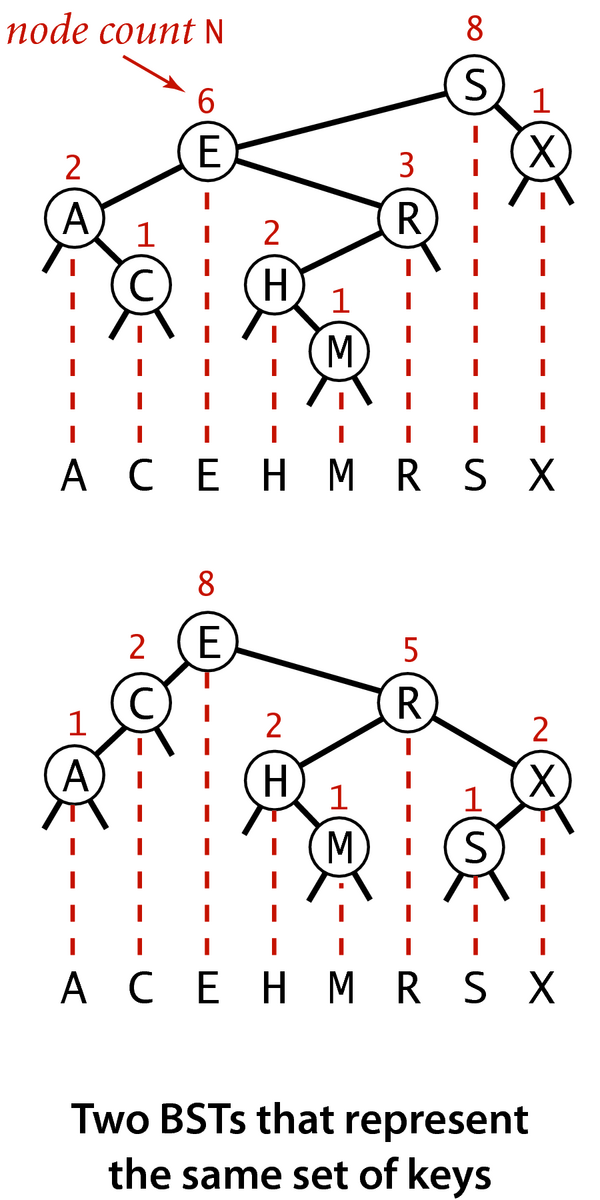 node count N
8
S
6
1
E
X
2
3
A
R
1
2
C
H
1
M
A C E H M R S X
8
E
2
5
C
R
1
2
2
A
H
X
1
1
M
S
A C E H M R S X
Two BSTs that represent
the same set of keys